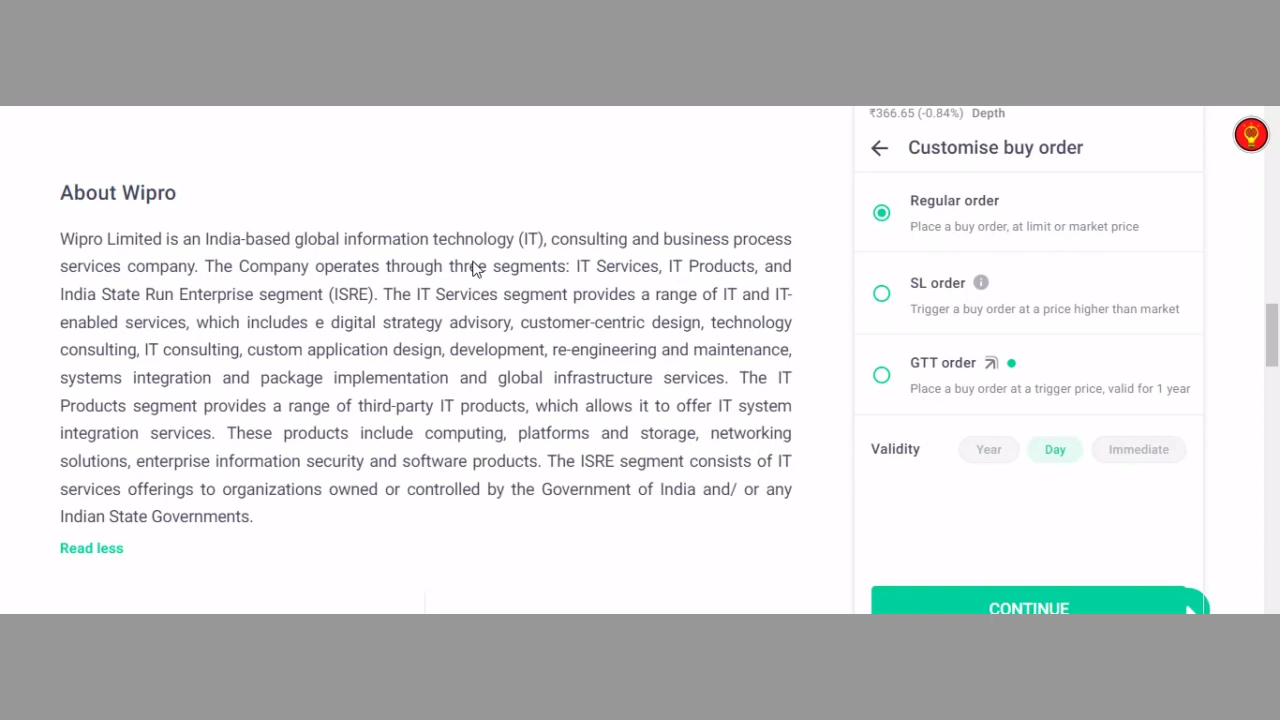 About Wipro
Wipro Limited is an India-based global information technology (IT), consulting and business process
services company. The Company operates through three segments: IT Services, IT Products, and
India State Run Enterprise segment (ISRE). The IT Services segment provides a range of IT and IT-
enabled services, which includes e digital strategy advisory, customer-centric design, technology
consulting, IT consulting, custom application design, development, re-engineering and maintenance,
systems integration and package implementation and global infrastructure services. The IT
Products segment provides a range of third-party IT products, which allows it to offer IT system
integration services. These products include computing, platforms and storage, networking
solutions, enterprise information security and software products. The ISRE segment consists of IT
services offerings to organizations owned or controlled by the Government of India and/ or any
Indian State Governments.
Read less
₹366.65 (-0.84%) Depth
Customise buy order
Regular order
Place a buy order, at limit or market price
SL order
Trigger a buy order at a price higher than market
GTT order
Place a buy order at a trigger price, valid for 1 year
Validity Year Day Immediate
CONTINUE